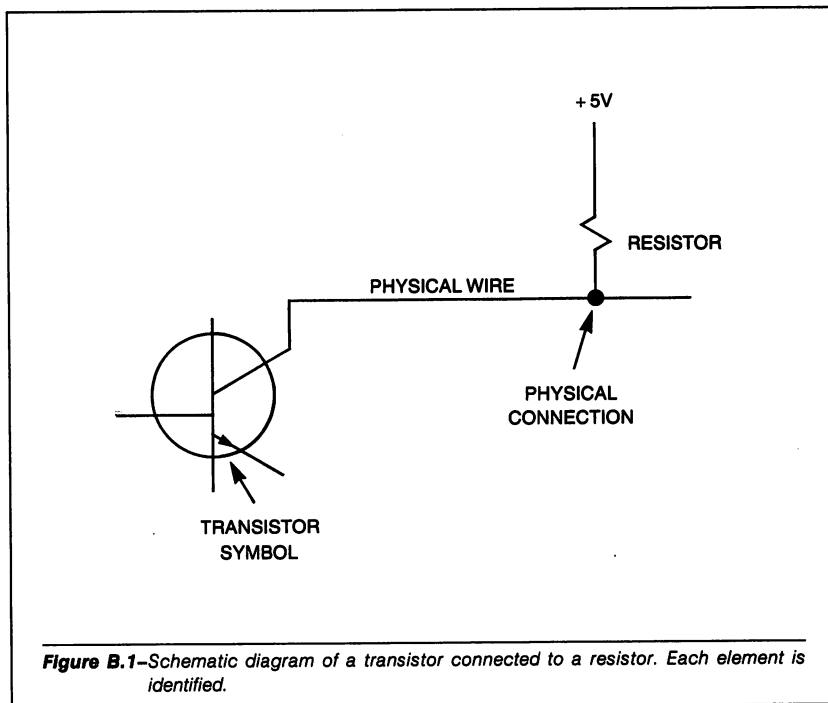 + 5V
RESISTOR
PHYSICAL WIRE
PHYSICAL
CONNECTION
TRANSISTOR
SYMBOL
Figure B.1–Schematic diagram of a transistor connected to a resistor. Each element is
identified.